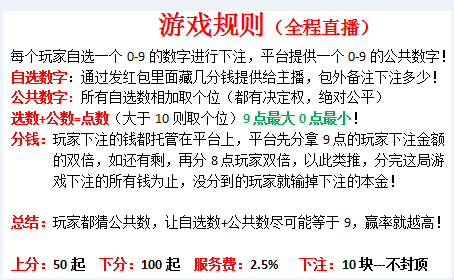 游戏规则（全程直播）
每个玩家自选一个 0-9 的数字进行下注，平台提供一个 0-9 的公共数字！
自选数字：通过发红包里面藏几分钱提供给主播，包外备注下注多少！
公共数字：所有自选数字相加取个位（都有决定权，绝对公平）
选数+公数=点数（大于 10 则取个位）9 点最大 0 点最小！
分钱：玩家下注的钱都托管在平台上，平台先分拿 9 点的玩家下注金额
的双倍，如还有剩，再分 8 点玩家双倍，以此类推，分完这局游
戏下注的所有钱为止，没分到的玩家就输掉下注的本金！
总结：玩家都猜公共数，让自选数+公共数尽可能等于 9，赢率就越高！
上分：50 起 下分：100 起 服务费：2.5% 下注：10 块---不封顶